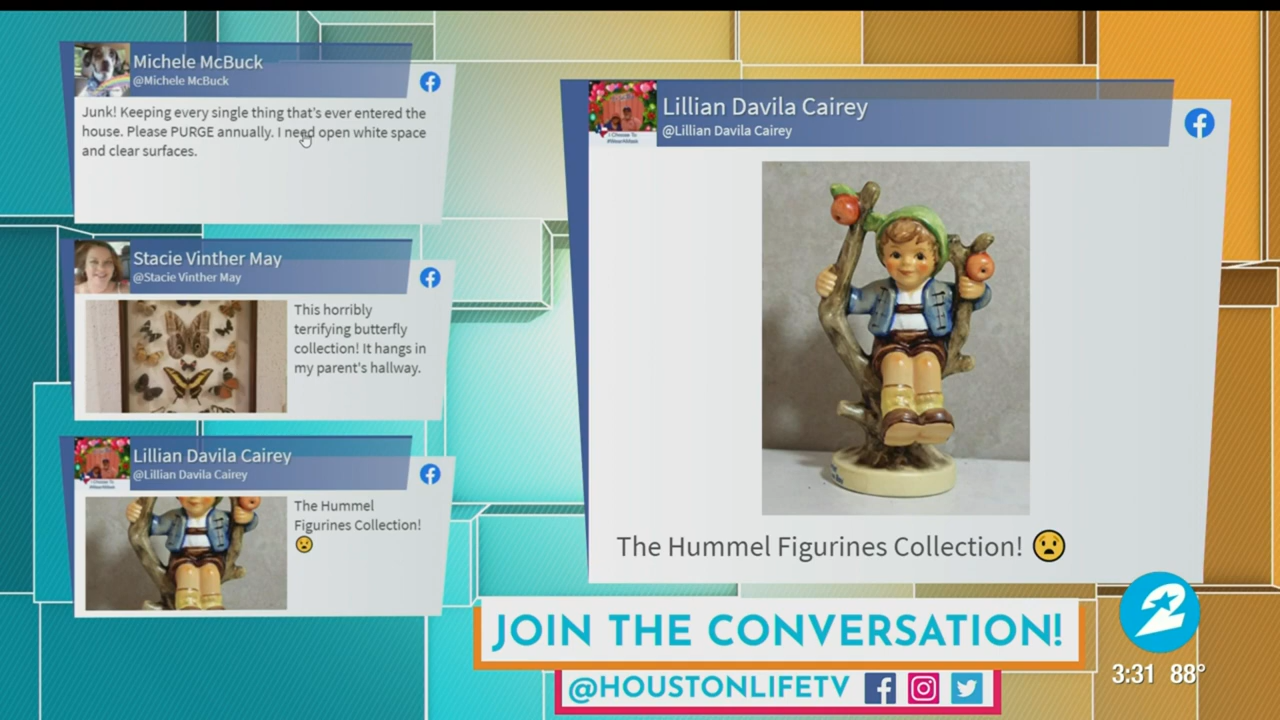 Michele McBuck
@Michele McBuck
Junk! Keeping every single thing that's ever entered the
house. Please PURGE annually. I need open white space
and clear surfaces.
Stacie Vinther May
@Stacie Vinther May
This horribly
terrifying butterfly
collection! It hangs in
my parent's hallway.
Lillian Davila Cairey
@Lillian Davila Cairey
The Hummel
Figurines Collection!
😧
Lillian Davila Cairey
@Lillian Davila Cairey
I Choose To
The Hummel Figurines Collection! 😧
JOIN THE CONVERSATION!
@HOUSTONLIFETV
2
3:31 88°